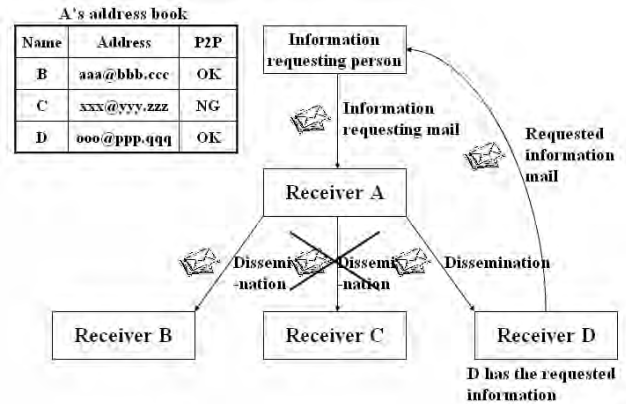 A's address book
Name Address P2P
B aaa@bbb.ccc OK
C xxx@yyy.zzz NG
D ooo@ppp.qqq OK
Information
requesting person
Information
requesting mail
Requested
information
mail
Receiver A
Dissemi
-nation
Dissemi
-nation
Dissemination
Receiver B
Receiver C
Receiver D
D has the requested
information